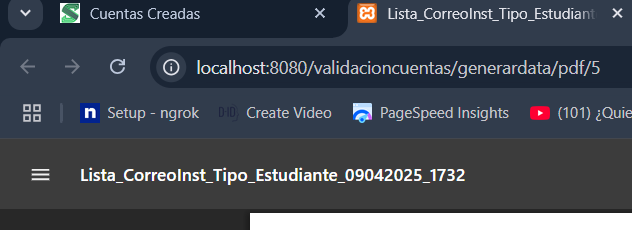 Cuentas Creadas
Lista_CorreoInst_Tipo_Estudiant
localhost:8080/validacioncuentas/generardata/pdf/5
Setup - ngrok
Create Video
PageSpeed Insights
(101) ¿Quie
Lista_CorreoInst_Tipo_Estudiante_09042025_1732